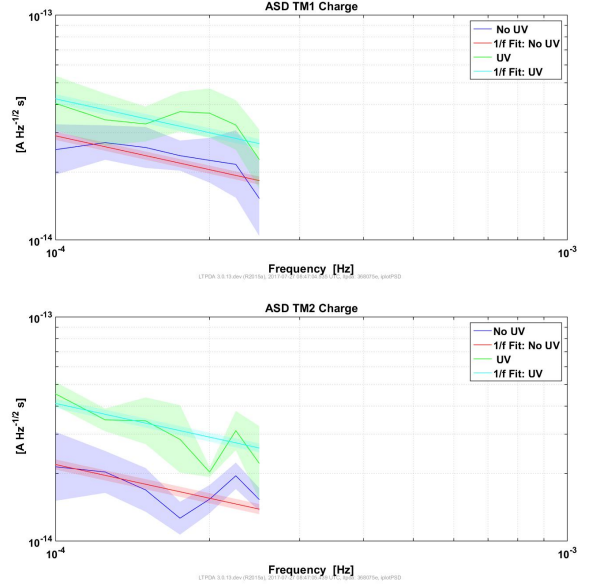 ASD TM1 Charge
10^-13
10^-14
[A Hz^-1/2 s]
No UV
1/f Fit: No UV
UV
1/f Fit: UV
10^-4
10^-3
Frequency [Hz]
ASD TM2 Charge
10^-13
10^-14
[A Hz^-1/2 s]
No UV
1/f Fit: No UV
UV
1/f Fit: UV
10^-4
10^-3
Frequency [Hz]